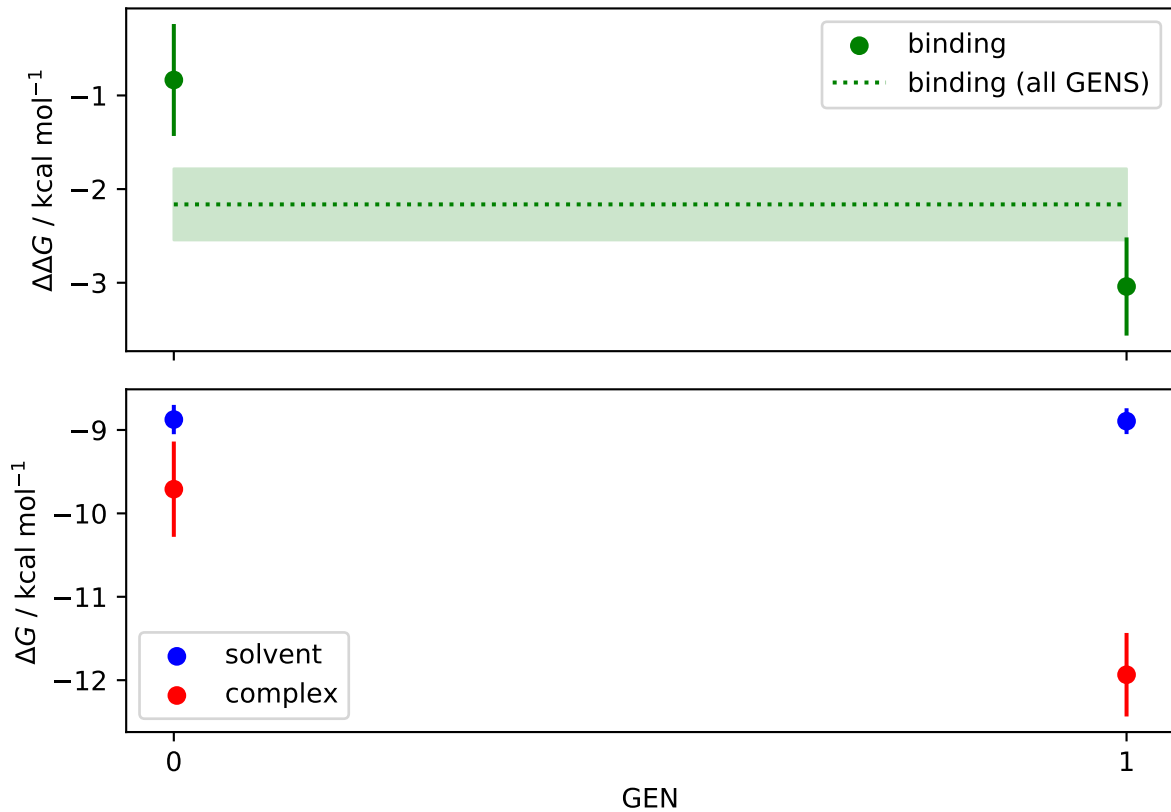 binding
binding (all GENS)
−1
−2
−3
ΔΔG / kcal mol⁻¹
−9
−10
−11
−12
ΔG / kcal mol⁻¹
solvent
complex
0
1
GEN